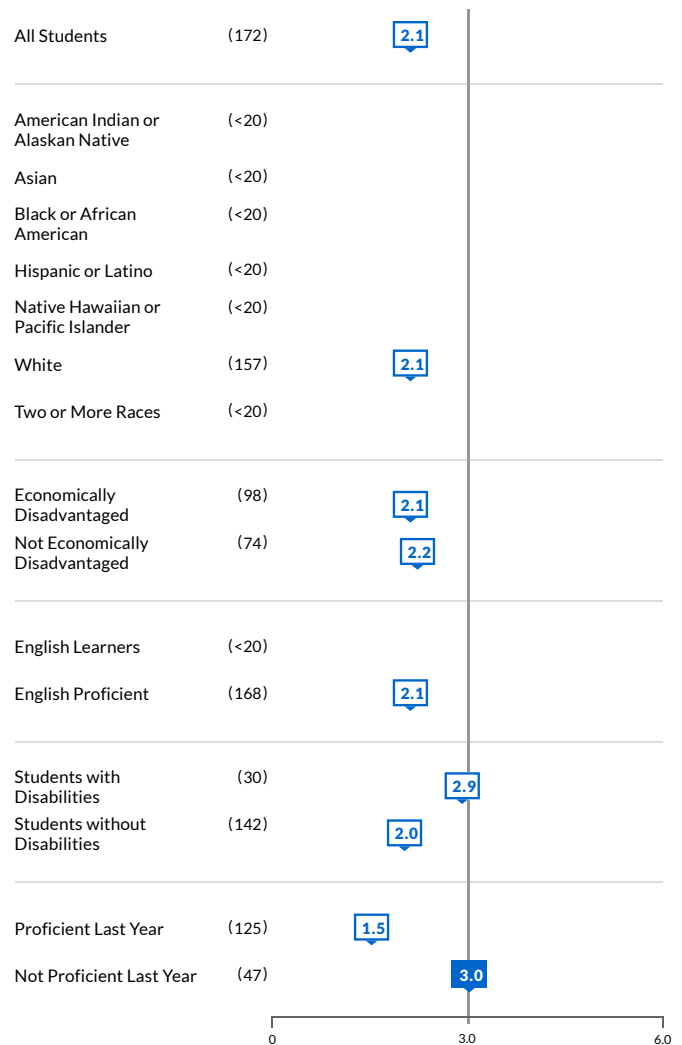 All Students (172) 2.1
American Indian or (<20)
Alaskan Native
Asian (<20)
Black or African (<20)
American
Hispanic or Latino (<20)
Native Hawaiian or (<20)
Pacific Islander
White (157) 2.1
Two or More Races (<20)
Economically (98) 2.1
Disadvantaged
Not Economically (74) 2.2
Disadvantaged
English Learners (<20)
English Proficient (168) 2.1
Students with (30) 2.9
Disabilities
Students without (142) 2.0
Disabilities
Proficient Last Year (125) 1.5
Not Proficient Last Year (47) 3.0
0 3.0 6.0